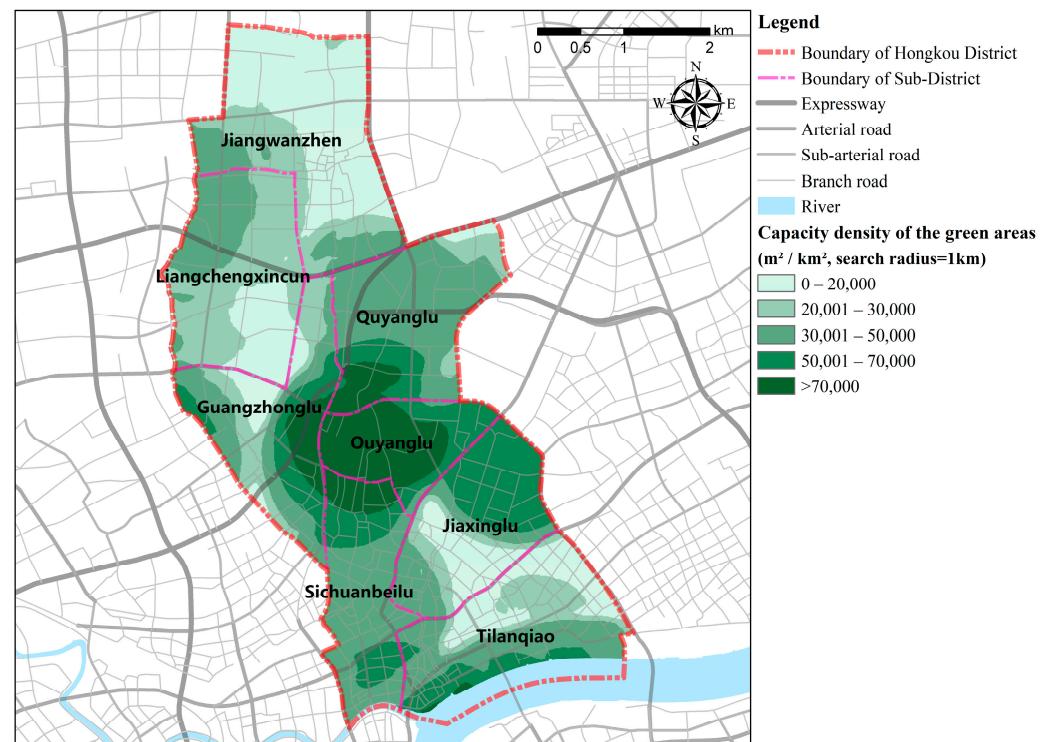 km
0 0.5 1 2
N
W E
S
Jiangwanzhen
Liangchengxincun
Quyanglu
Guangzhonglu
Ouyanglu
Jiaxinglu
Sichuanbeilu
Tilanqiao
Legend
Boundary of Hongkou District
Boundary of Sub-District
Expressway
Arterial road
Sub-arterial road
Branch road
River
Capacity density of the green areas
(m² / km², search radius=1km)
0 – 20,000
20,001 – 30,000
30,001 – 50,000
50,001 – 70,000
>70,000